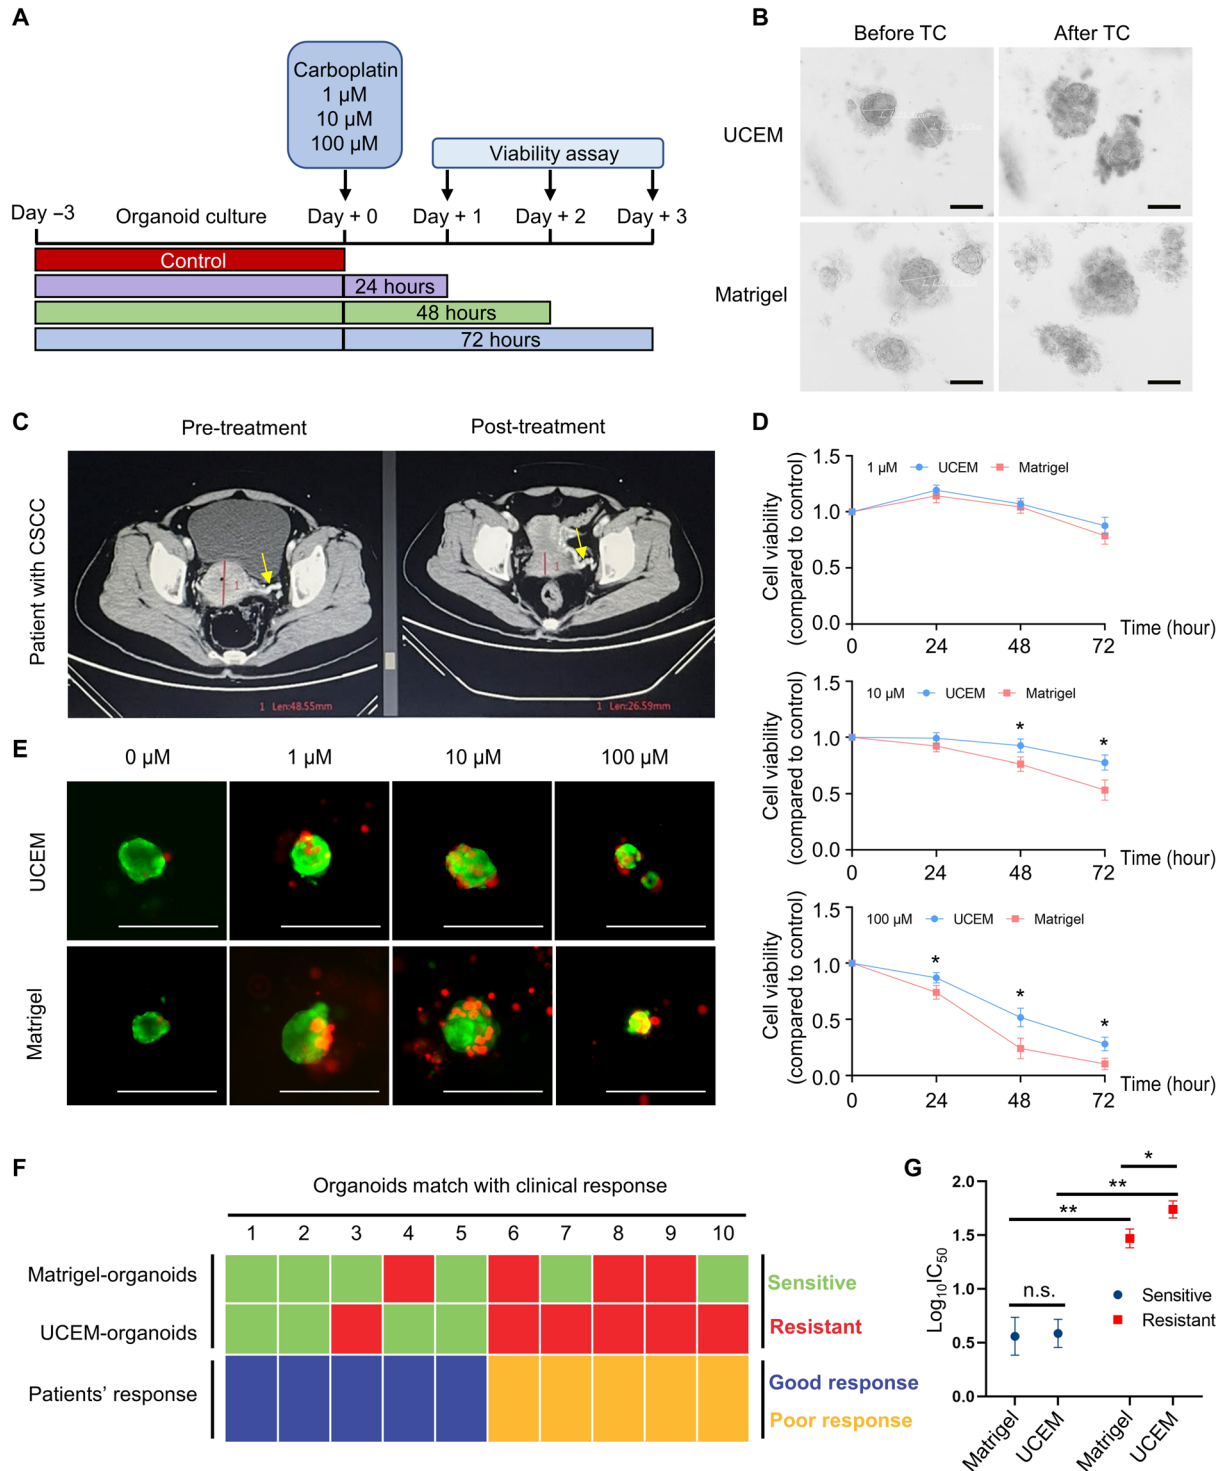 A
Carboplatin
1 µM
10 µM
100 µM
Viability assay
Day −3
Organoid culture
Day + 0
Day + 1
Day + 2
Day + 3
Control
24 hours
48 hours
72 hours
B
Before TC
After TC
UCEM
Matrigel
C
Pre-treatment
Post-treatment
Patient with CSCC
1
1
1 Len:48.55mm
1 Len:26.59mm
D
1.5
1.0
0.5
0.0
1 µM
UCEM
Matrigel
Cell viability
(compared to control)
0
24
48
72
Time (hour)
1.5
1.0
0.5
0.0
10 µM
UCEM
Matrigel
*
*
Cell viability
(compared to control)
0
24
48
72
Time (hour)
1.5
1.0
0.5
0.0
100 µM
UCEM
Matrigel
*
*
*
Cell viability
(compared to control)
0
24
48
72
Time (hour)
E
0 µM
1 µM
10 µM
100 µM
UCEM
Matrigel
F
Organoids match with clinical response
1 2 3 4 5 6 7 8 9 10
Matrigel-organoids
UCEM-organoids
Patients’ response
Sensitive
Resistant
Good response
Poor response
G
2.0
1.5
1.0
0.5
0.0
Log10IC50
*
**
**
n.s.
Sensitive
Resistant
Matrigel
UCEM
Matrigel
UCEM